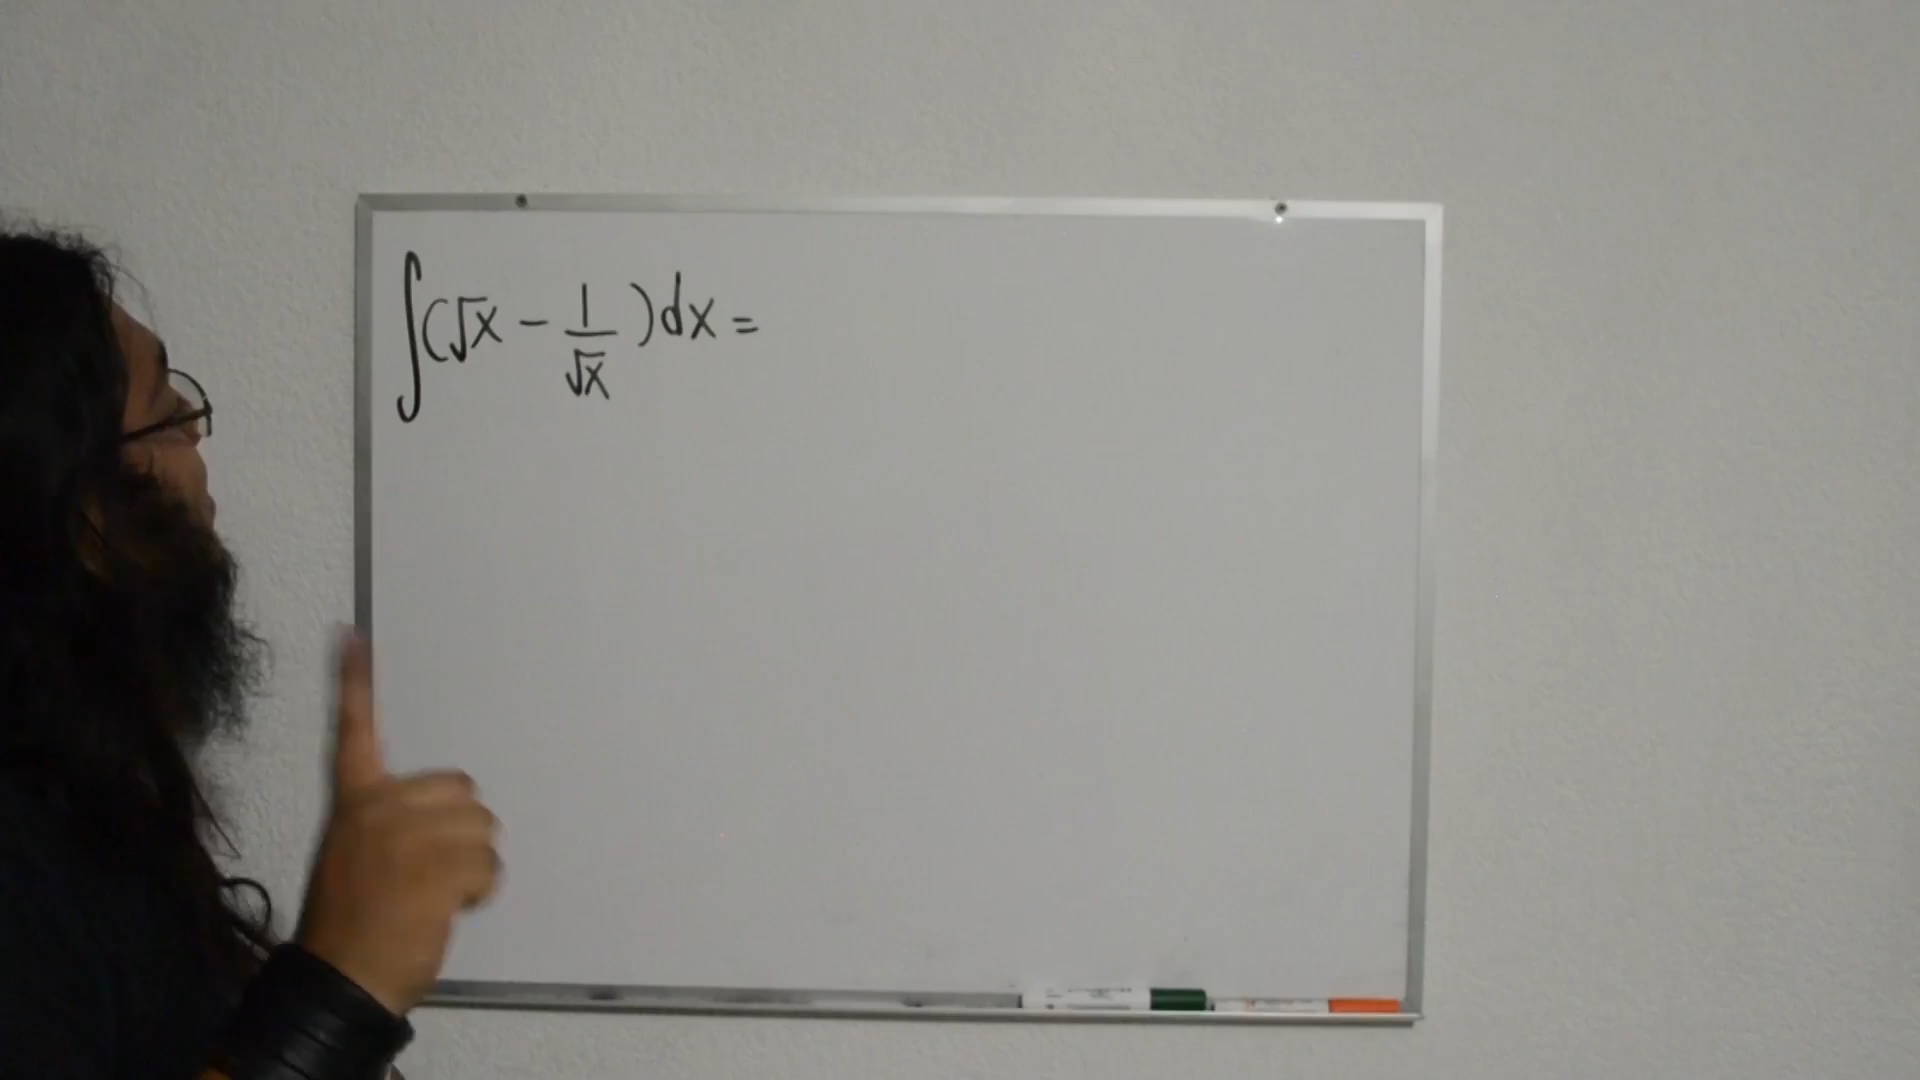 ∫(√x − 1/√x)dx =